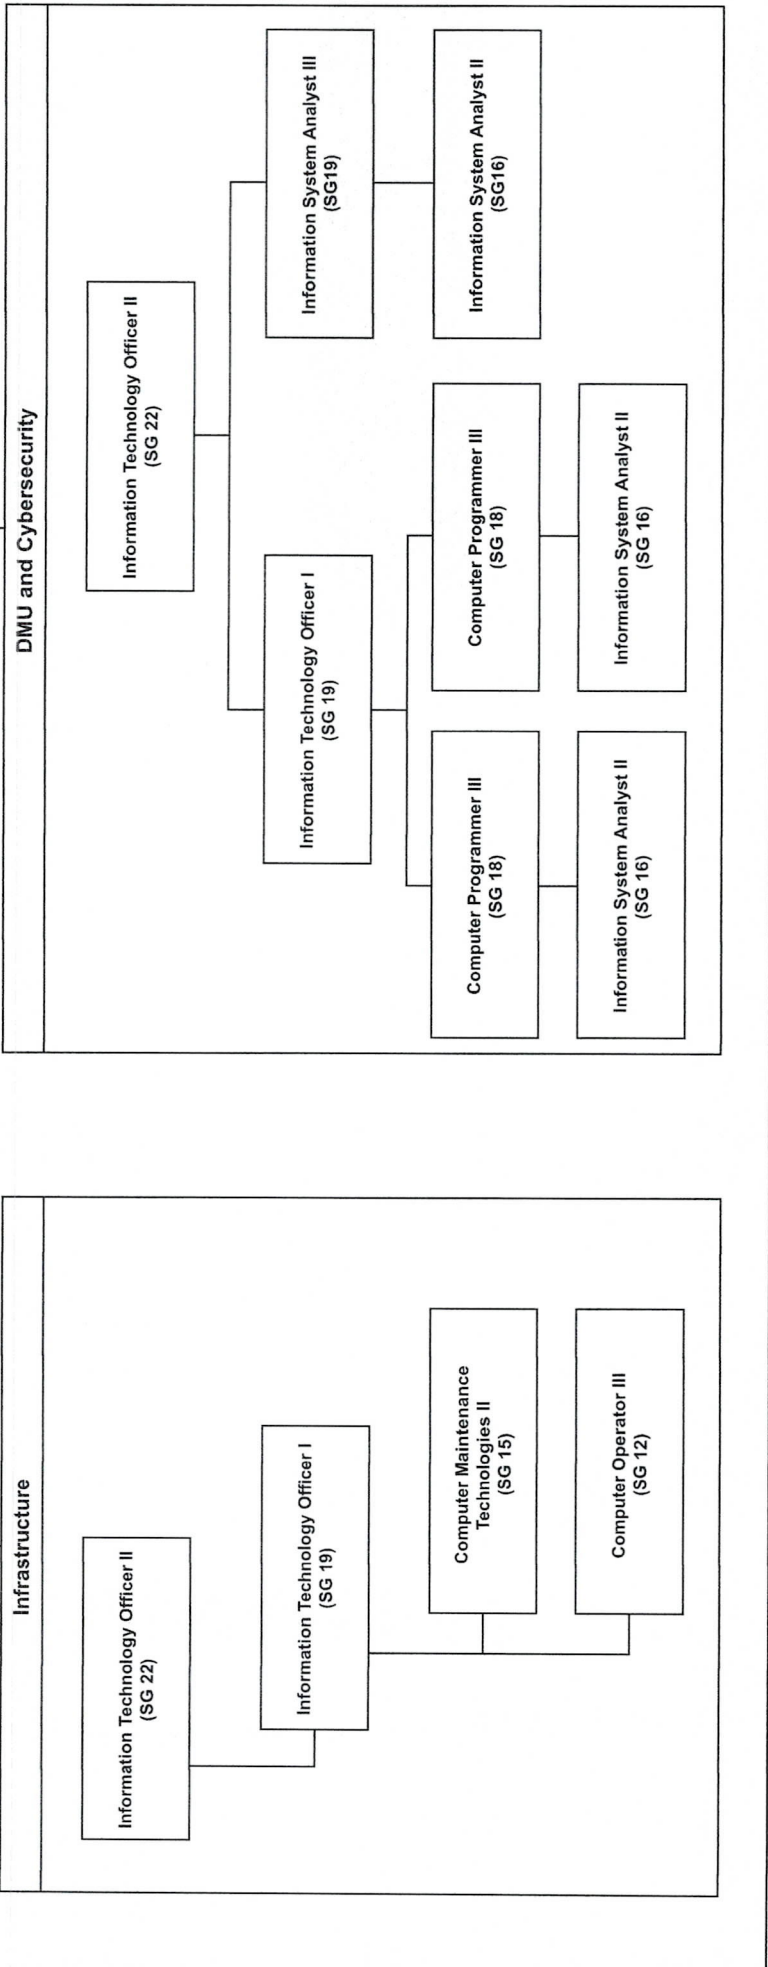 Infrastructure
Information Technology Officer II
(SG 22)
Information Technology Officer I
(SG 19)
Computer Maintenance
Technologies II
(SG 15)
Computer Operator III
(SG 12)
DMU and Cybersecurity
Information Technology Officer II
(SG 22)
Information Technology Officer I
(SG 19)
Information System Analyst III
(SG19)
Computer Programmer III
(SG 18)
Computer Programmer III
(SG 18)
Information System Analyst II
(SG16)
Information System Analyst II
(SG 16)
Information System Analyst II
(SG 16)